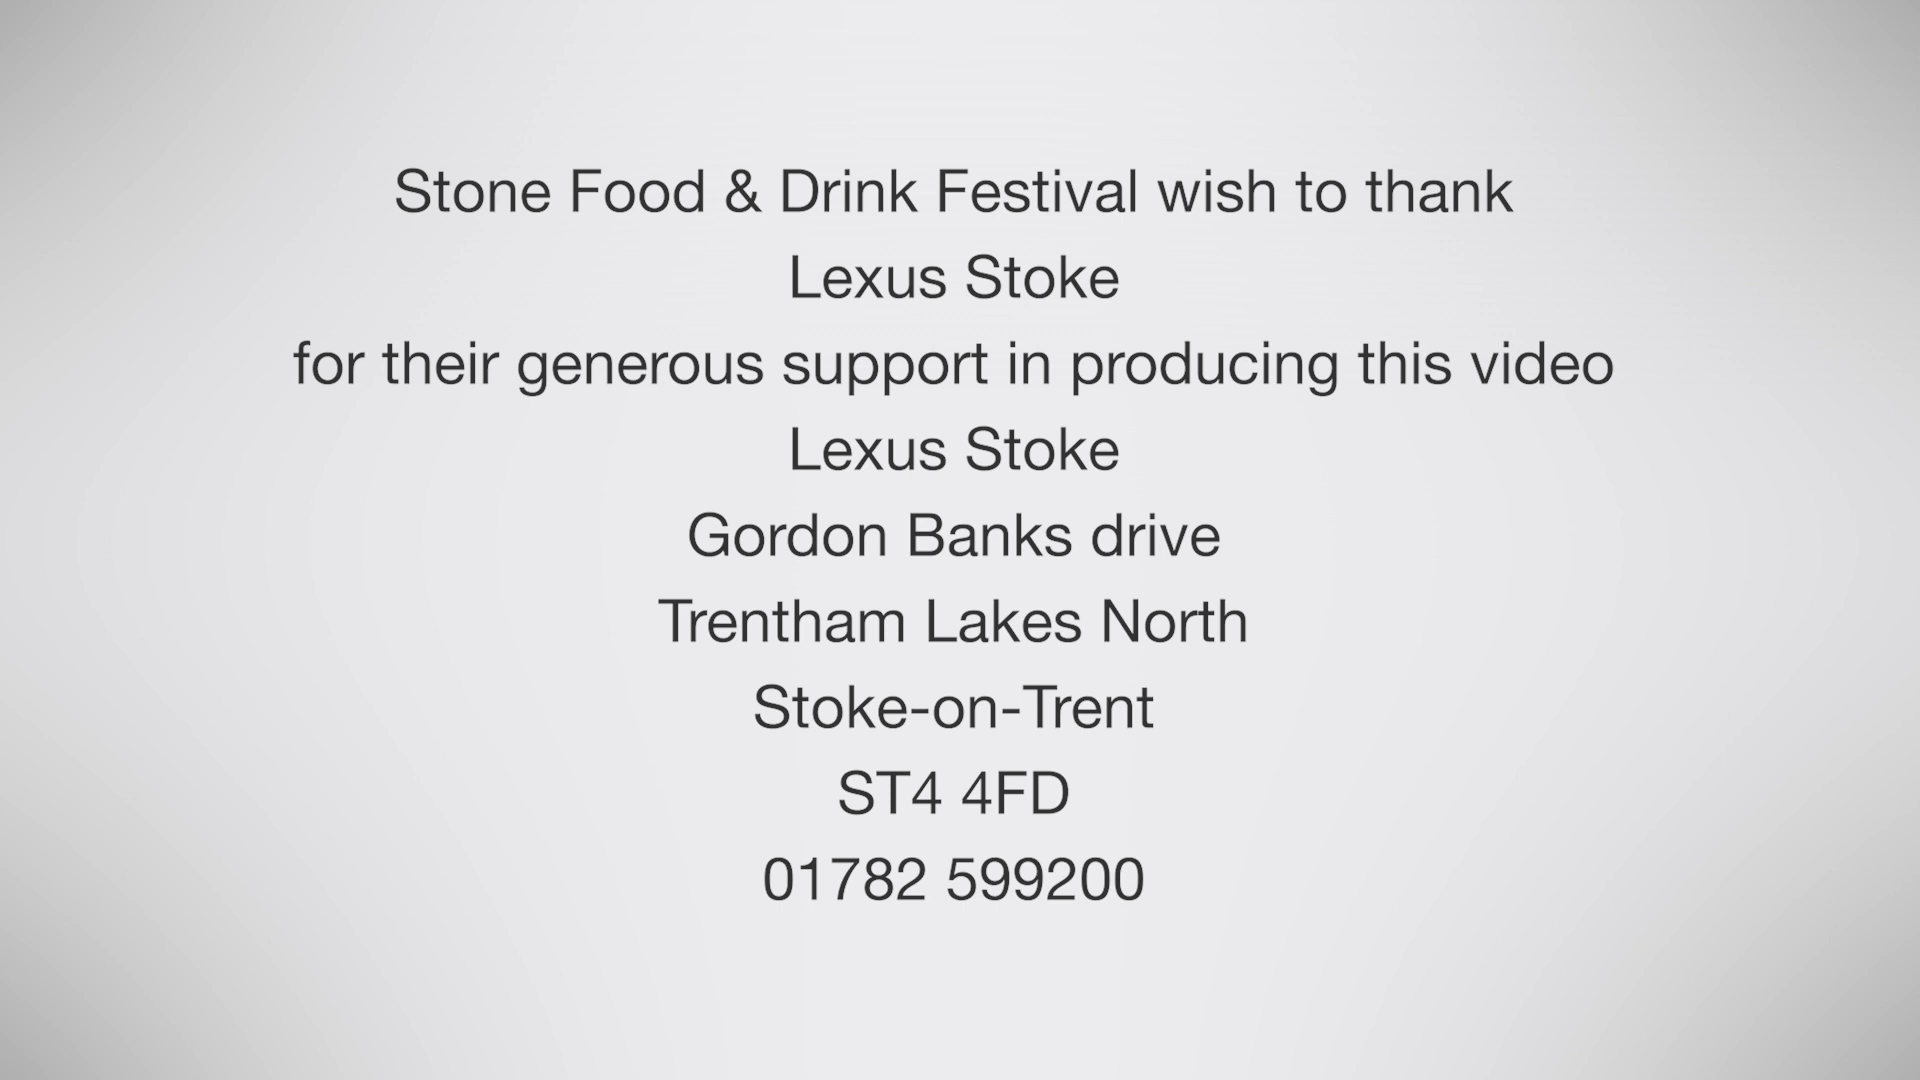 Stone Food & Drink Festival wish to thank
Lexus Stoke
for their generous support in producing this video
Lexus Stoke
Gordon Banks drive
Trentham Lakes North
Stoke-on-Trent
ST4 4FD
01782 599200